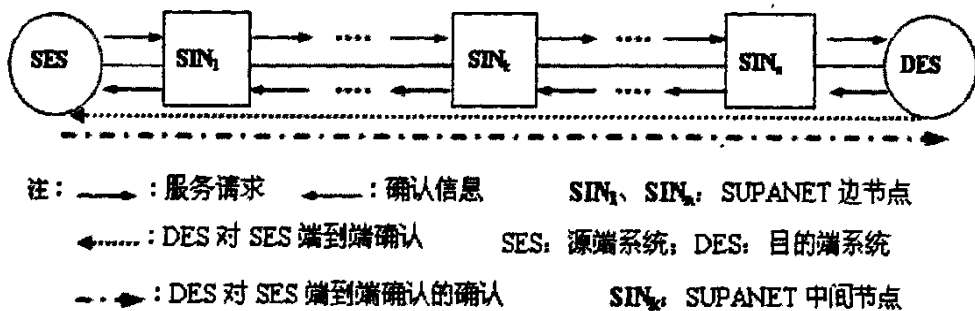 SES SIN₁ SINₖ SINₙ DES
注：：服务请求 ：确认信息 SIN₁、SINₙ：SUPANET 边节点
：DES 对 SES 端到端确认 SES：源端系统；DES：目的端系统
：DES 对 SES 端到端确认的确认 SINₖ：SUPANET 中间节点